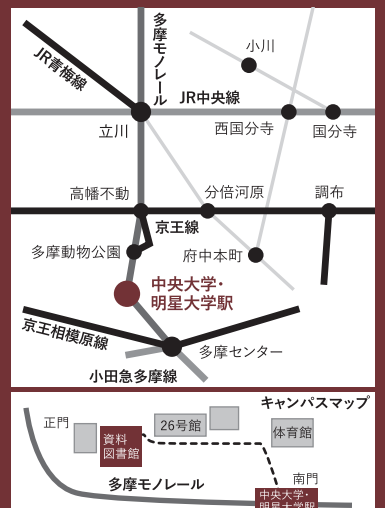 多摩モノレール
小川
JR青梅線
JR中央線
立川
西国分寺
国分寺
高幡不動
分倍河原
調布
京王線
多摩動物公園
府中本町
中央大学・
明星大学駅
京王相模原線
多摩センター
小田急多摩線
キャンパスマップ
正門
26号館
体育館
資料
図書館
多摩モノレール
南門
中央大学・
明星大学駅